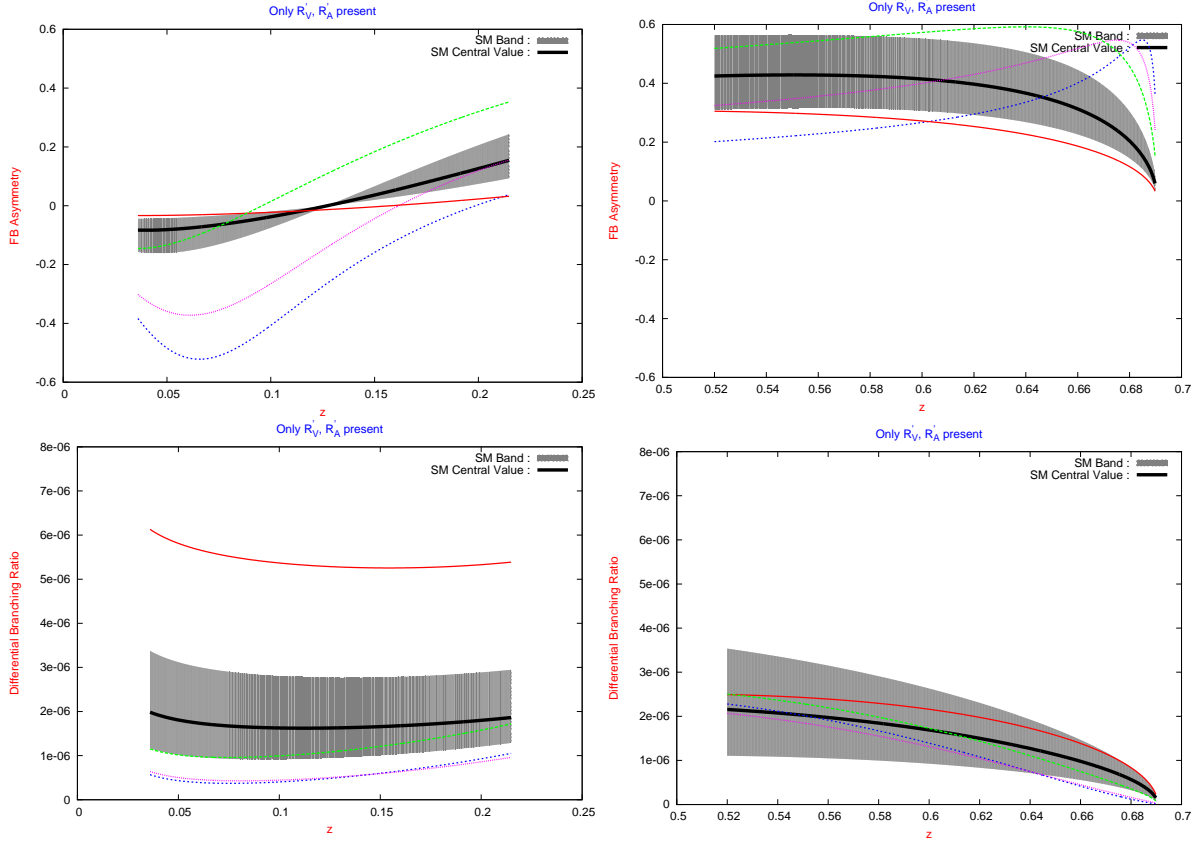 Only R'V, R'A present
0.6
0.4
0.2
0
-0.2
-0.4
-0.6
0
0.05
0.1
0.15
0.2
0.25
FB Asymmetry
z
SM Band :
SM Central Value :
Only RV, RA present
0.6
0.4
0.2
0
-0.2
-0.4
-0.6
0.5
0.52
0.54
0.56
0.58
0.6
0.62
0.64
0.66
0.68
0.7
FB Asymmetry
z
SM Band :
SM Central Value :
Only R'V, R'A present
8e-06
7e-06
6e-06
5e-06
4e-06
3e-06
2e-06
1e-06
0
0
0.05
0.1
0.15
0.2
0.25
Differential Branching Ratio
z
SM Band :
SM Central Value :
Only R'V, R'A present
8e-06
7e-06
6e-06
5e-06
4e-06
3e-06
2e-06
1e-06
0
0.5
0.52
0.54
0.56
0.58
0.6
0.62
0.64
0.66
0.68
0.7
Differential Branching Ratio
z
SM Band :
SM Central Value :